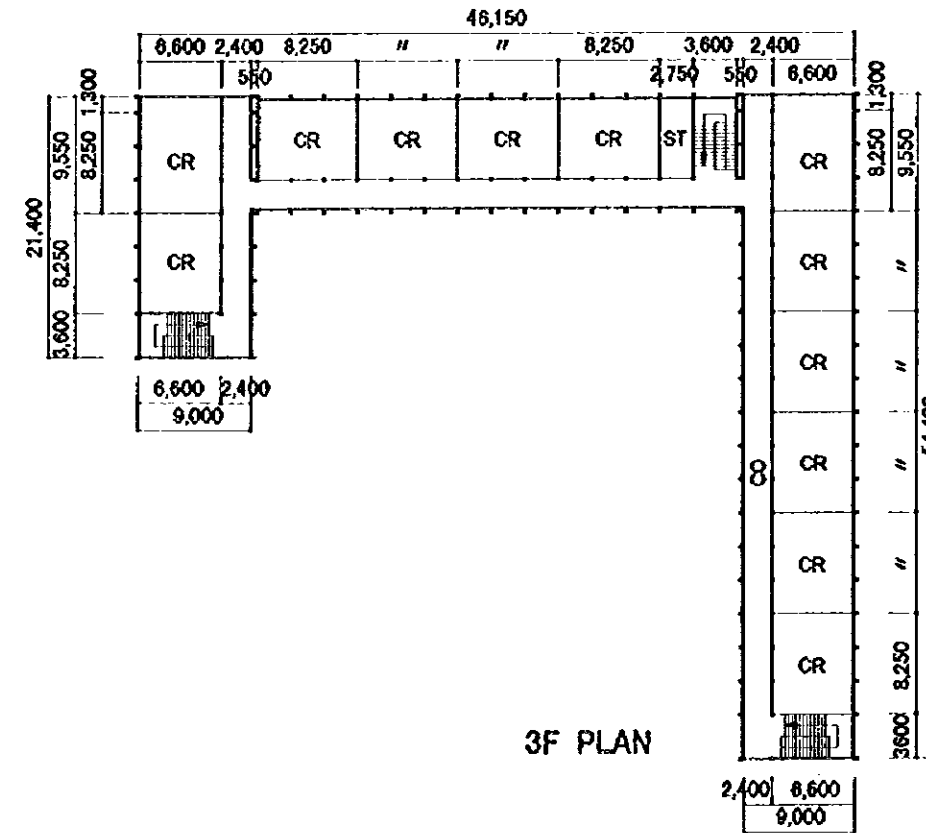 46,150
6,600 2,400 8,250 〃 〃 8,250 3,600 2,400
550 2,750 550 6,600
1,300 1,300
9,550 8,250 8,250 9,550
CR CR CR CR CR ST CR
21,400
8,250 CR CR 〃
3,600
CR 〃
6,600 2,400
9,000
8 CR 〃
CR 〃
CR 8,250
3F PLAN 3600
2,400 6,600
9,000